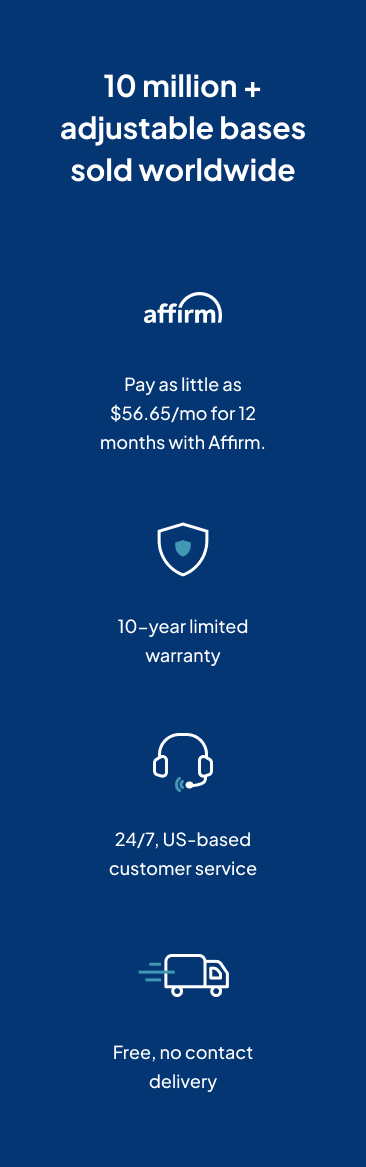 10 million +
adjustable bases
sold worldwide
affirm
Pay as little as
$56.65/mo for 12
months with Affirm.
10-year limited
warranty
24/7, US-based
customer service
Free, no contact
delivery